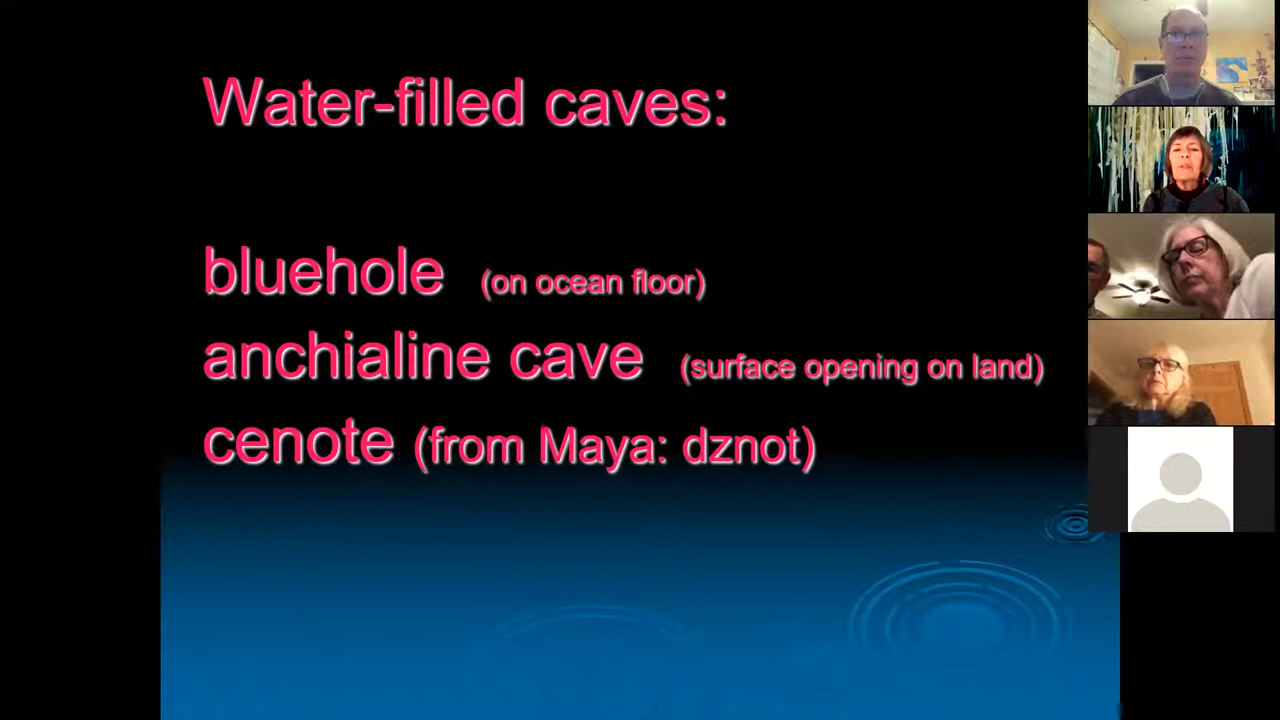 Water-filled caves:
bluehole (on ocean floor)
anchialine cave (surface opening on land)
cenote (from Maya: dznot)